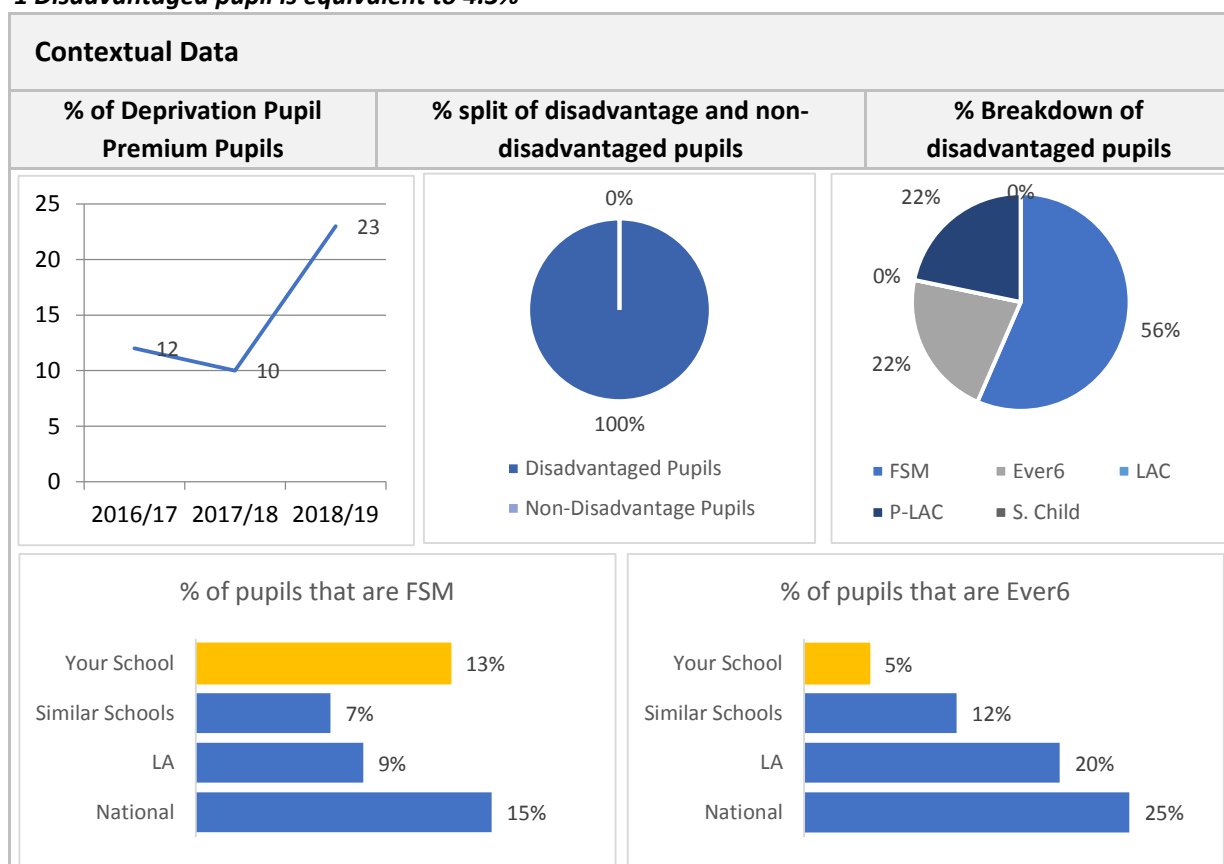 Contextual Data
% of Deprivation Pupil
Premium Pupils
% split of disadvantage and non-
disadvantaged pupils
% Breakdown of
disadvantaged pupils
25
20
15
10
5
0
12
10
23
2016/17 2017/18 2018/19
0%
100%
Disadvantaged Pupils
Non-Disadvantage Pupils
0%
22%
0%
22%
56%
FSM Ever6 LAC
P-LAC S. Child
% of pupils that are FSM
Your School 13%
Similar Schools 7%
LA 9%
National 15%
% of pupils that are Ever6
Your School 5%
Similar Schools 12%
LA 20%
National 25%